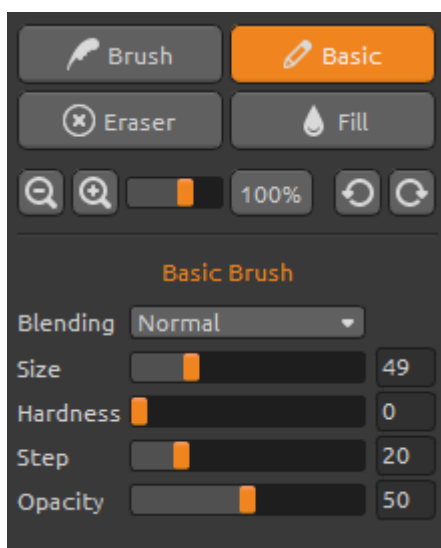 Brush Basic
Eraser Fill
100%
Basic Brush
Blending Normal
Size 49
Hardness 0
Step 20
Opacity 50